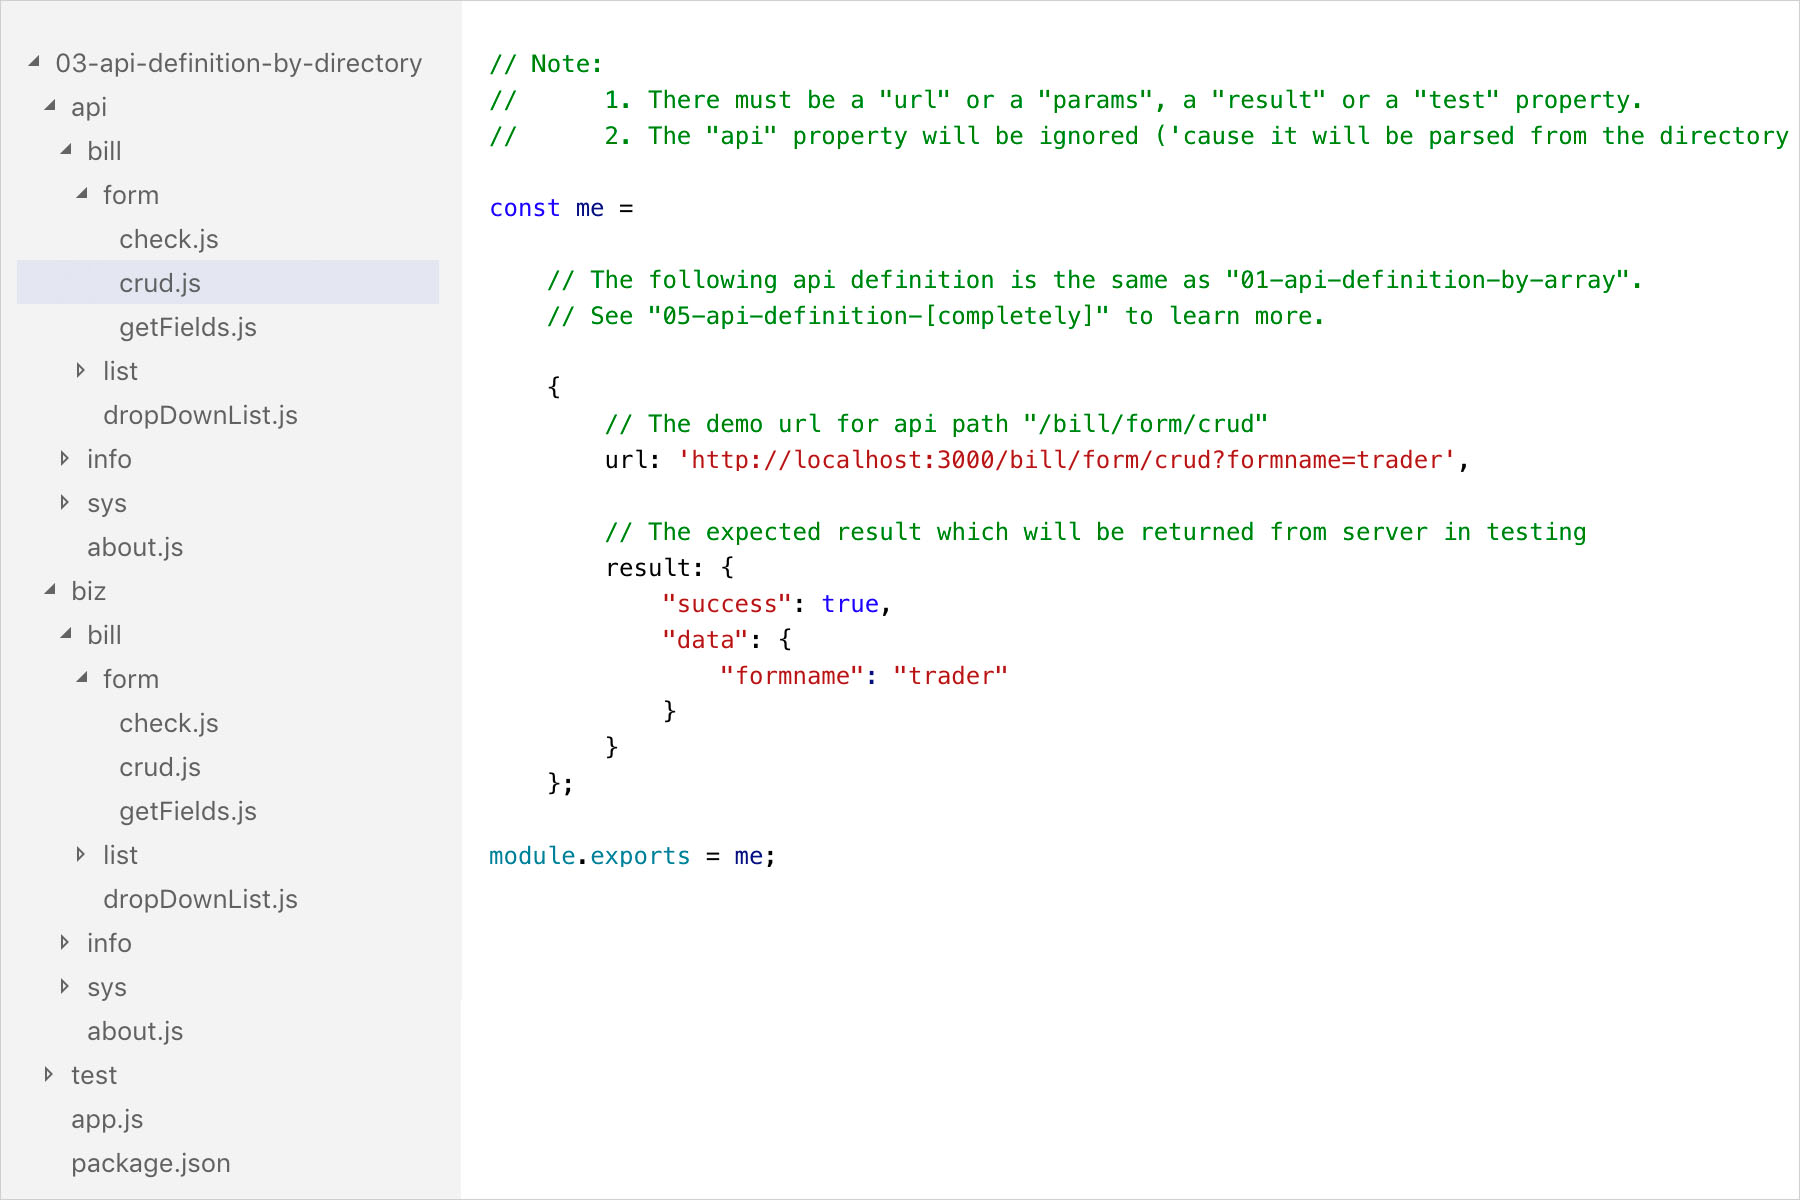 03-api-definition-by-directory
api
bill
form
check.js
crud.js
getFields.js
list
dropDownList.js
info
sys
about.js
biz
bill
form
check.js
crud.js
getFields.js
list
dropDownList.js
info
sys
about.js
test
app.js
package.json
// Note:
//      1. There must be a "url" or a "params", a "result" or a "test" property.
//      2. The "api" property will be ignored ('cause it will be parsed from the directory
const me =
    // The following api definition is the same as "01-api-definition-by-array".
    // See "05-api-definition-[completely]" to learn more.
    {
        // The demo url for api path "/bill/form/crud"
        url: 'http://localhost:3000/bill/form/crud?formname=trader',
        // The expected result which will be returned from server in testing
        result: {
            "success": true,
            "data": {
                "formname": "trader"
            }
        }
    };
module.exports = me;